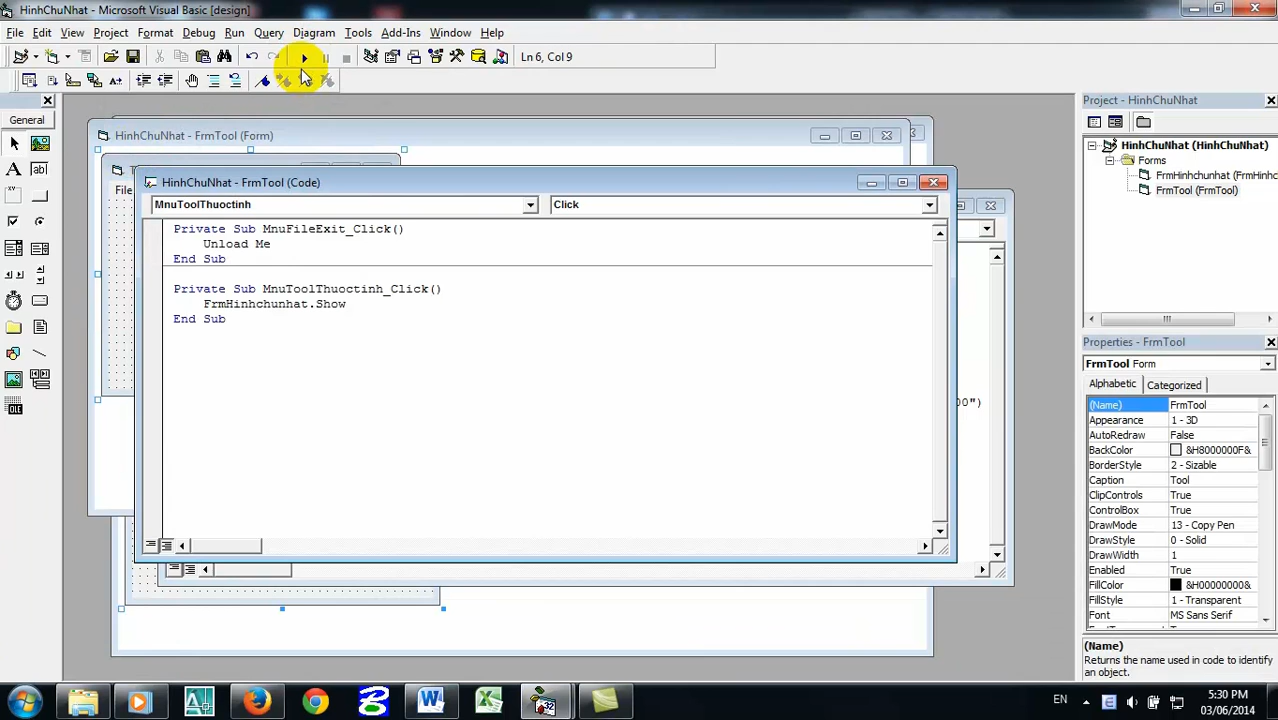 HinhChuNhat - Microsoft Visual Basic [design]
File Edit View Project Format Debug Run Query Diagram Tools Add-Ins Window Help
Ln 6, Col 9
General
HinhChuNhat - FrmTool (Form)
File
HinhChuNhat - FrmTool (Code)
MnuToolThuoctinh Click
Private Sub MnuFileExit_Click()
Unload Me
End Sub
Private Sub MnuToolThuoctinh_Click()
FrmHinhchunhat.Show
End Sub
00")
Project - HinhChuNhat
HinhChuNhat (HinhChuNhat)
Forms
FrmHinhchunhat (FrmHinhc
FrmTool (FrmTool)
Properties - FrmTool
FrmTool Form
Alphabetic Categorized
(Name) FrmTool
Appearance 1 - 3D
AutoRedraw False
BackColor &H8000000F&
BorderStyle 2 - Sizable
Caption Tool
ClipControls True
ControlBox True
DrawMode 13 - Copy Pen
DrawStyle 0 - Solid
DrawWidth 1
Enabled True
FillColor &H00000000&
FillStyle 1 - Transparent
Font MS Sans Serif
(Name)
Returns the name used in code to identify
an object.
EN
5:30 PM
03/06/2014